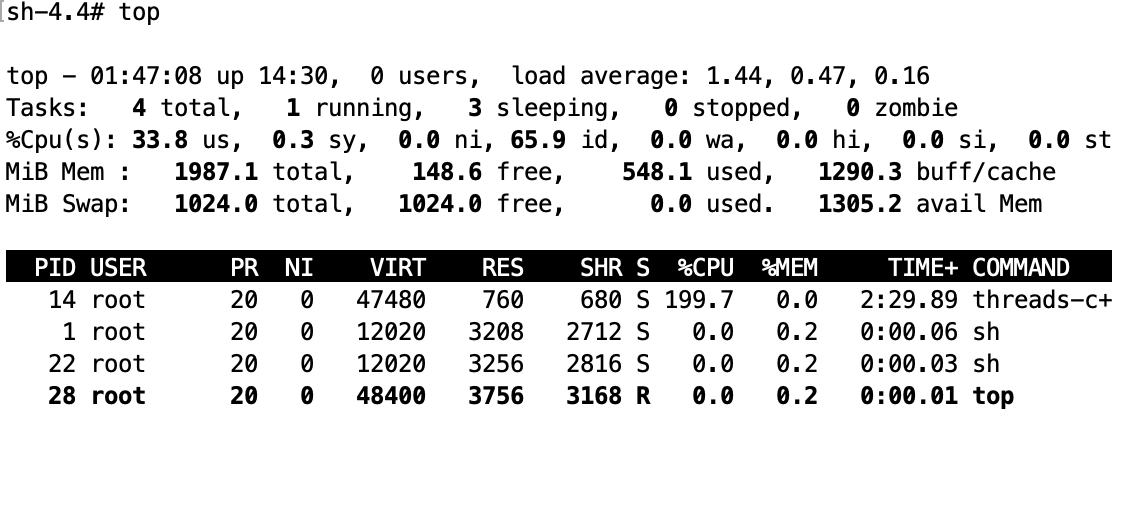 sh-4.4# top
top - 01:47:08 up 14:30,  0 users,  load average: 1.44, 0.47, 0.16
Tasks:   4 total,   1 running,   3 sleeping,   0 stopped,   0 zombie
%Cpu(s): 33.8 us,  0.3 sy,  0.0 ni, 65.9 id,  0.0 wa,  0.0 hi,  0.0 si,  0.0 st
MiB Mem :   1987.1 total,    148.6 free,    548.1 used,   1290.3 buff/cache
MiB Swap:   1024.0 total,   1024.0 free,      0.0 used.   1305.2 avail Mem
  PID USER      PR  NI    VIRT    RES    SHR S  %CPU  %MEM     TIME+ COMMAND
   14 root      20   0   47480    760    680 S 199.7   0.0   2:29.89 threads-c+
    1 root      20   0   12020   3208   2712 S   0.0   0.2   0:00.06 sh
   22 root      20   0   12020   3256   2816 S   0.0   0.2   0:00.03 sh
   28 root      20   0   48400   3756   3168 R   0.0   0.2   0:00.01 top